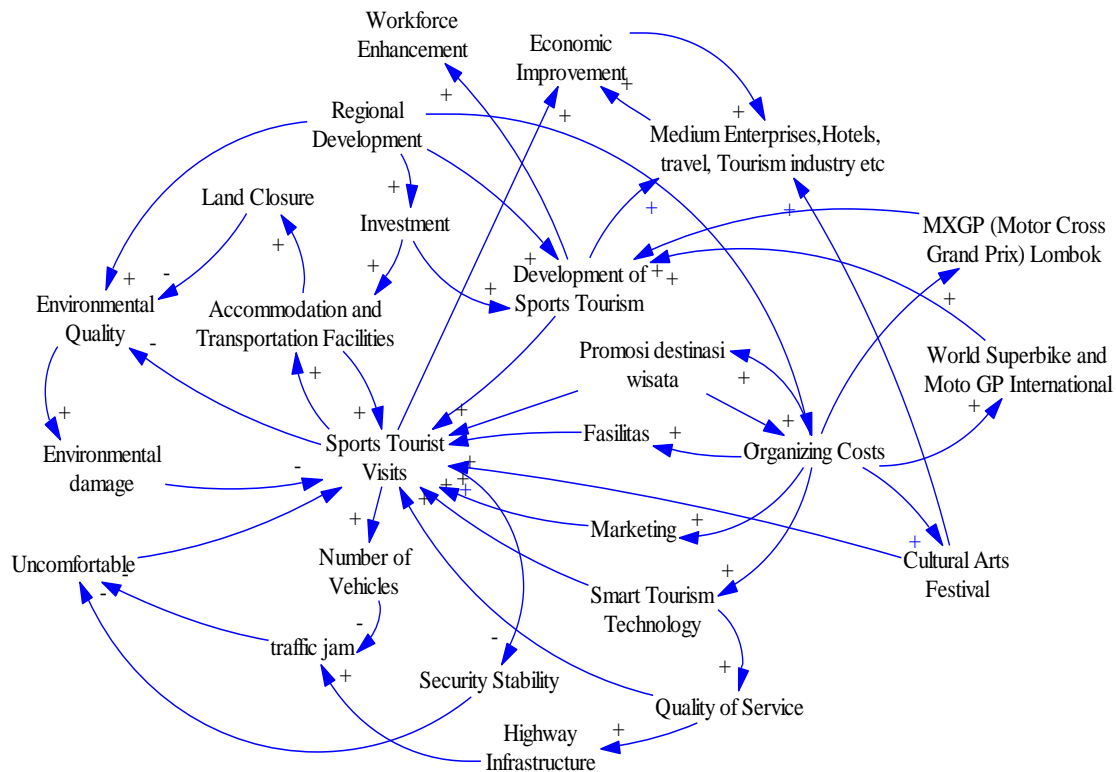 Workforce
Enhancement
Economic
Improvement
Regional
Development
Medium Enterprises,Hotels,
travel, Tourism industry etc
Land Closure
Investment
MXGP (Motor Cross
Grand Prix) Lombok
Development of
Sports Tourism
Environmental
Quality
Accommodation and
Transportation Facilities
Promosi destinasi
wisata
World Superbike and
Moto GP International
Fasilitas
Sports Tourist
Visits
Organizing Costs
Environmental
damage
Marketing
Number of
Vehicles
Uncomfortable
Cultural Arts
Festival
Smart Tourism
Technology
traffic jam
Security Stability
Quality of Service
Highway
Infrastructure